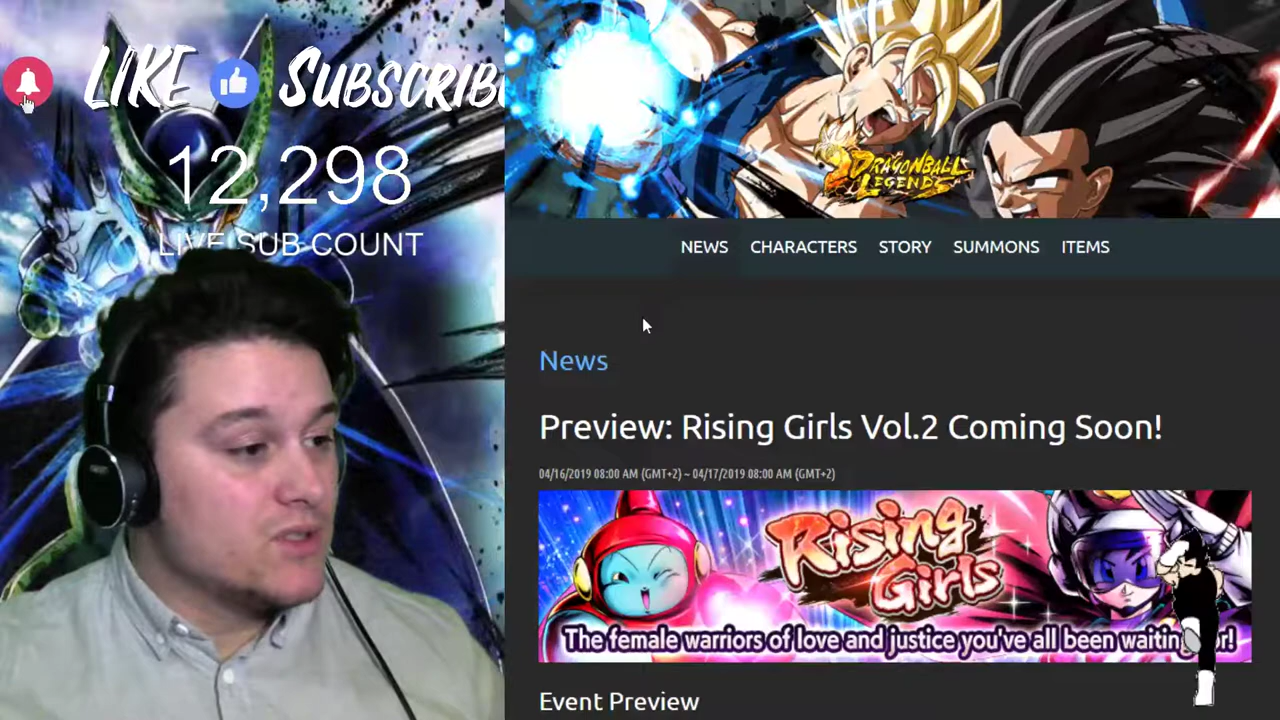 LIKE SUBSCRIB
12,298
LIVE SUB COUNT
DRAGONBALL
LEGENDS
NEWS CHARACTERS STORY SUMMONS ITEMS
News
Preview: Rising Girls Vol.2 Coming Soon!
04/16/2019 08:00 AM (GMT+2) ~ 04/17/2019 08:00 AM (GMT+2)
Rising
Girls
The female warriors of love and justice you've all been waiting or!
Event Preview